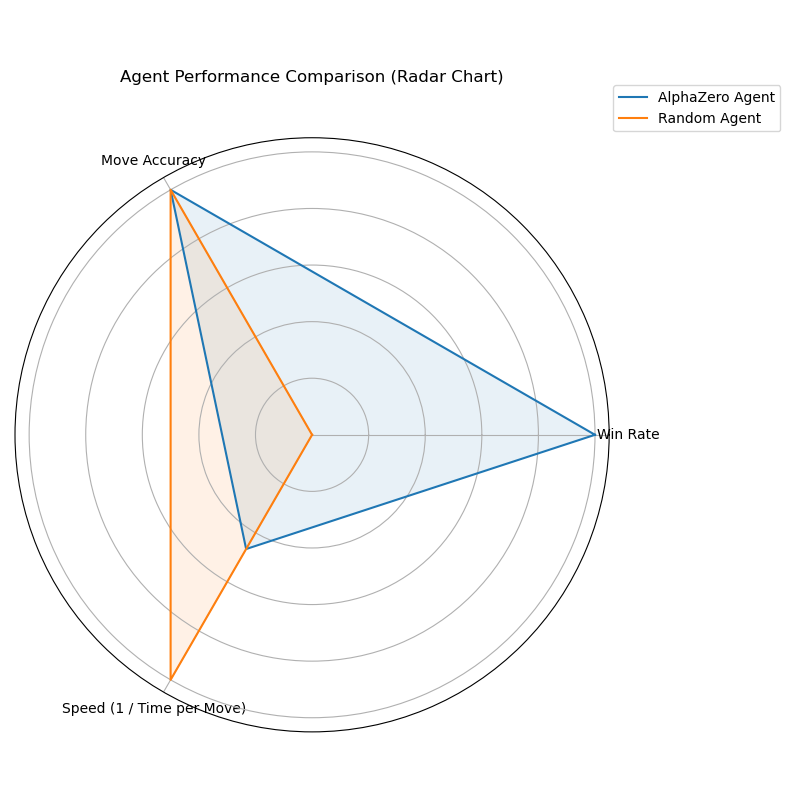 Agent Performance Comparison (Radar Chart)
AlphaZero Agent
Random Agent
Move Accuracy
Win Rate
Speed (1 / Time per Move)